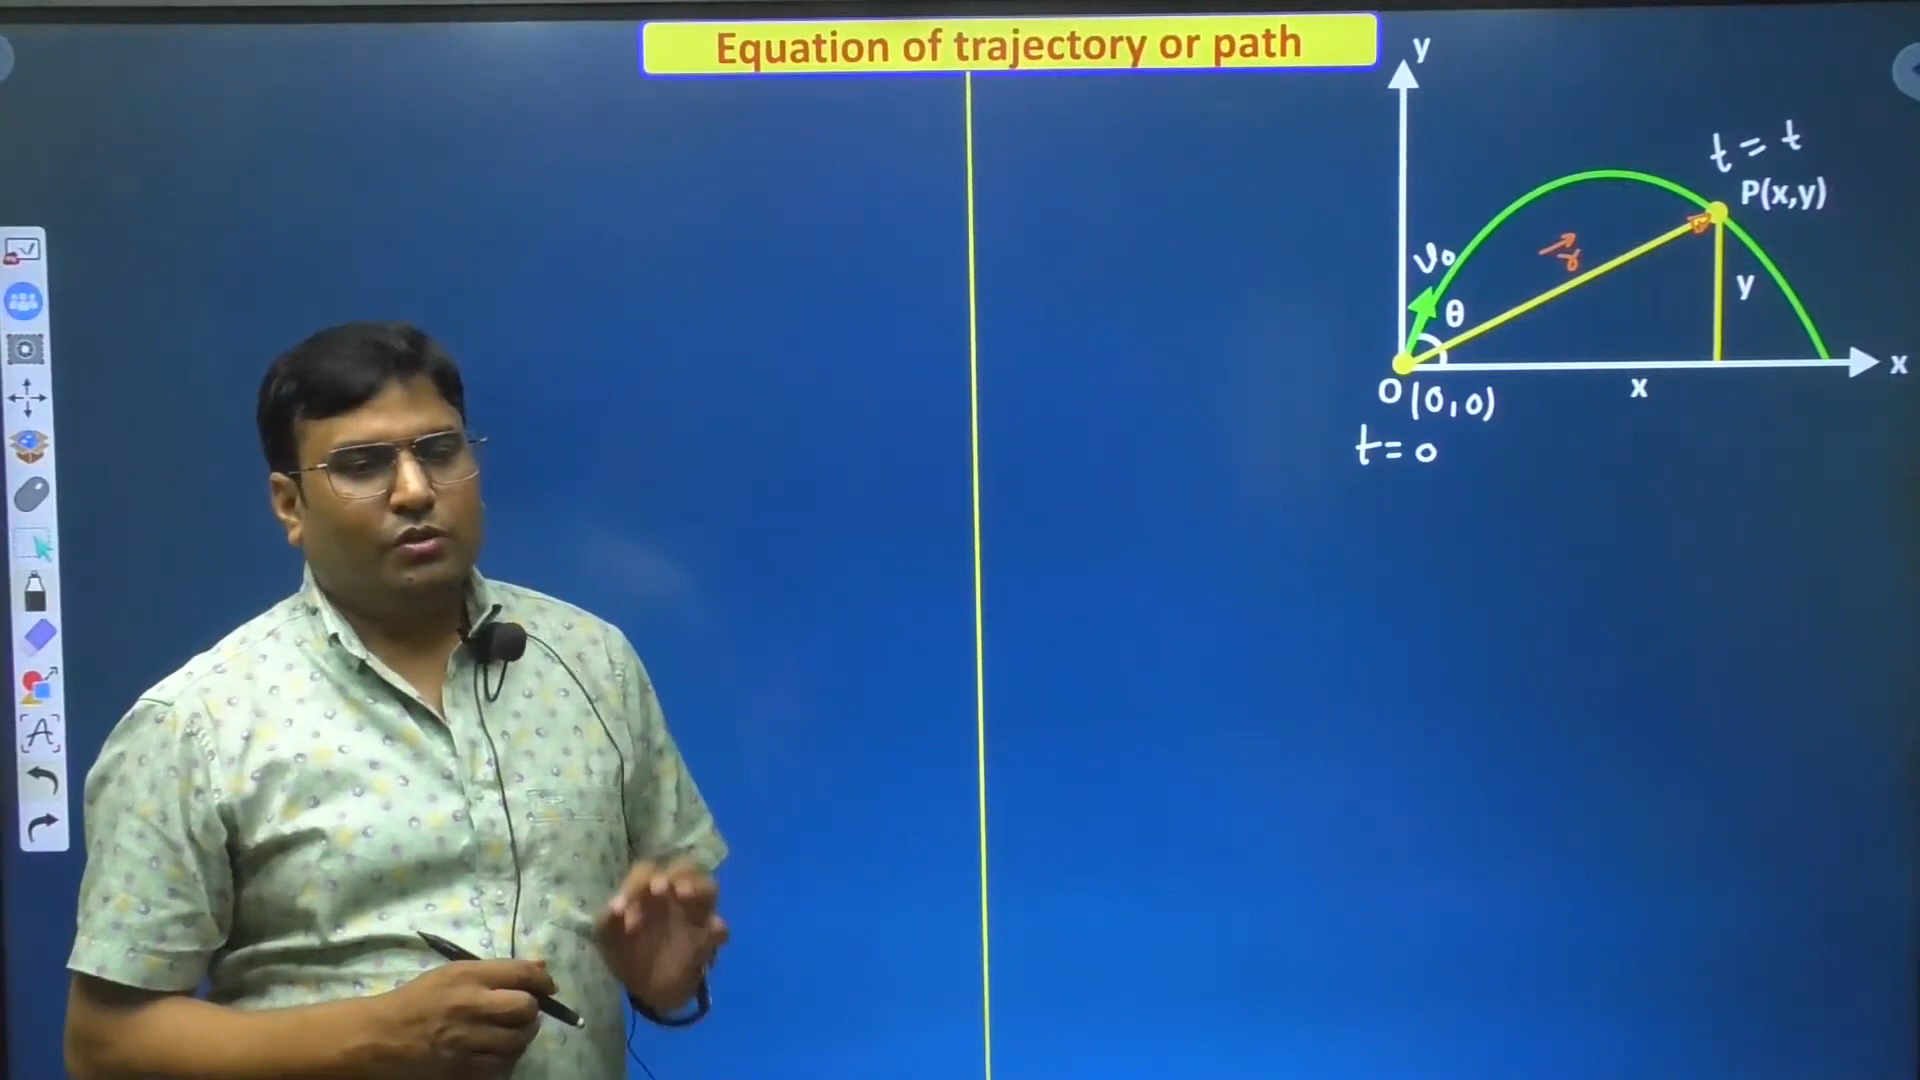 Equation of trajectory or path
y
t = t
P(x,y)
r
v₀
θ
y
x
x
O (0,0)
t = 0